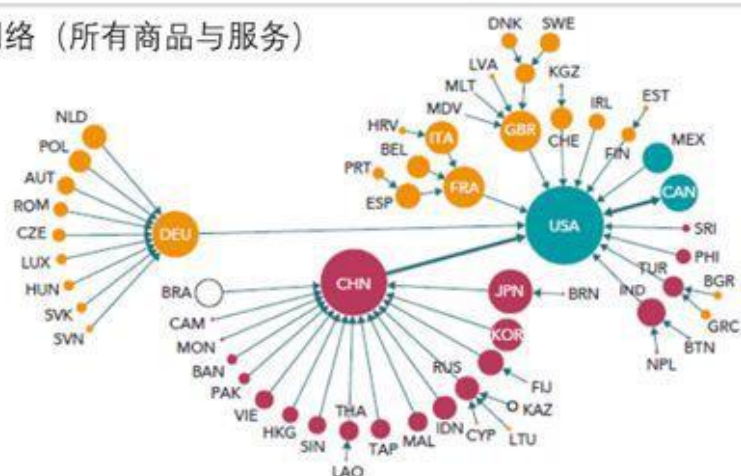 络（所有商品与服务）
DNK
SWE
LVA
KGZ
MLT
IRL
EST
MDV
NLD
HRV
ITA
GBR
CHE
FIN
MEX
POL
BEL
PRT
FRA
CAN
AUT
ESP
ROM
DEU
USA
SRI
CZE
PHI
LUX
CHN
TUR
HUN
BRA
JPN
BRN
IND
BGR
SVK
CAM
GRC
SVN
MON
KOR
BTN
BAN
RUS
NPL
PAK
FIJ
VIE
THA
KAZ
HKG
SIN
TAP
MAL
IDN
CYP
LTU
LAO